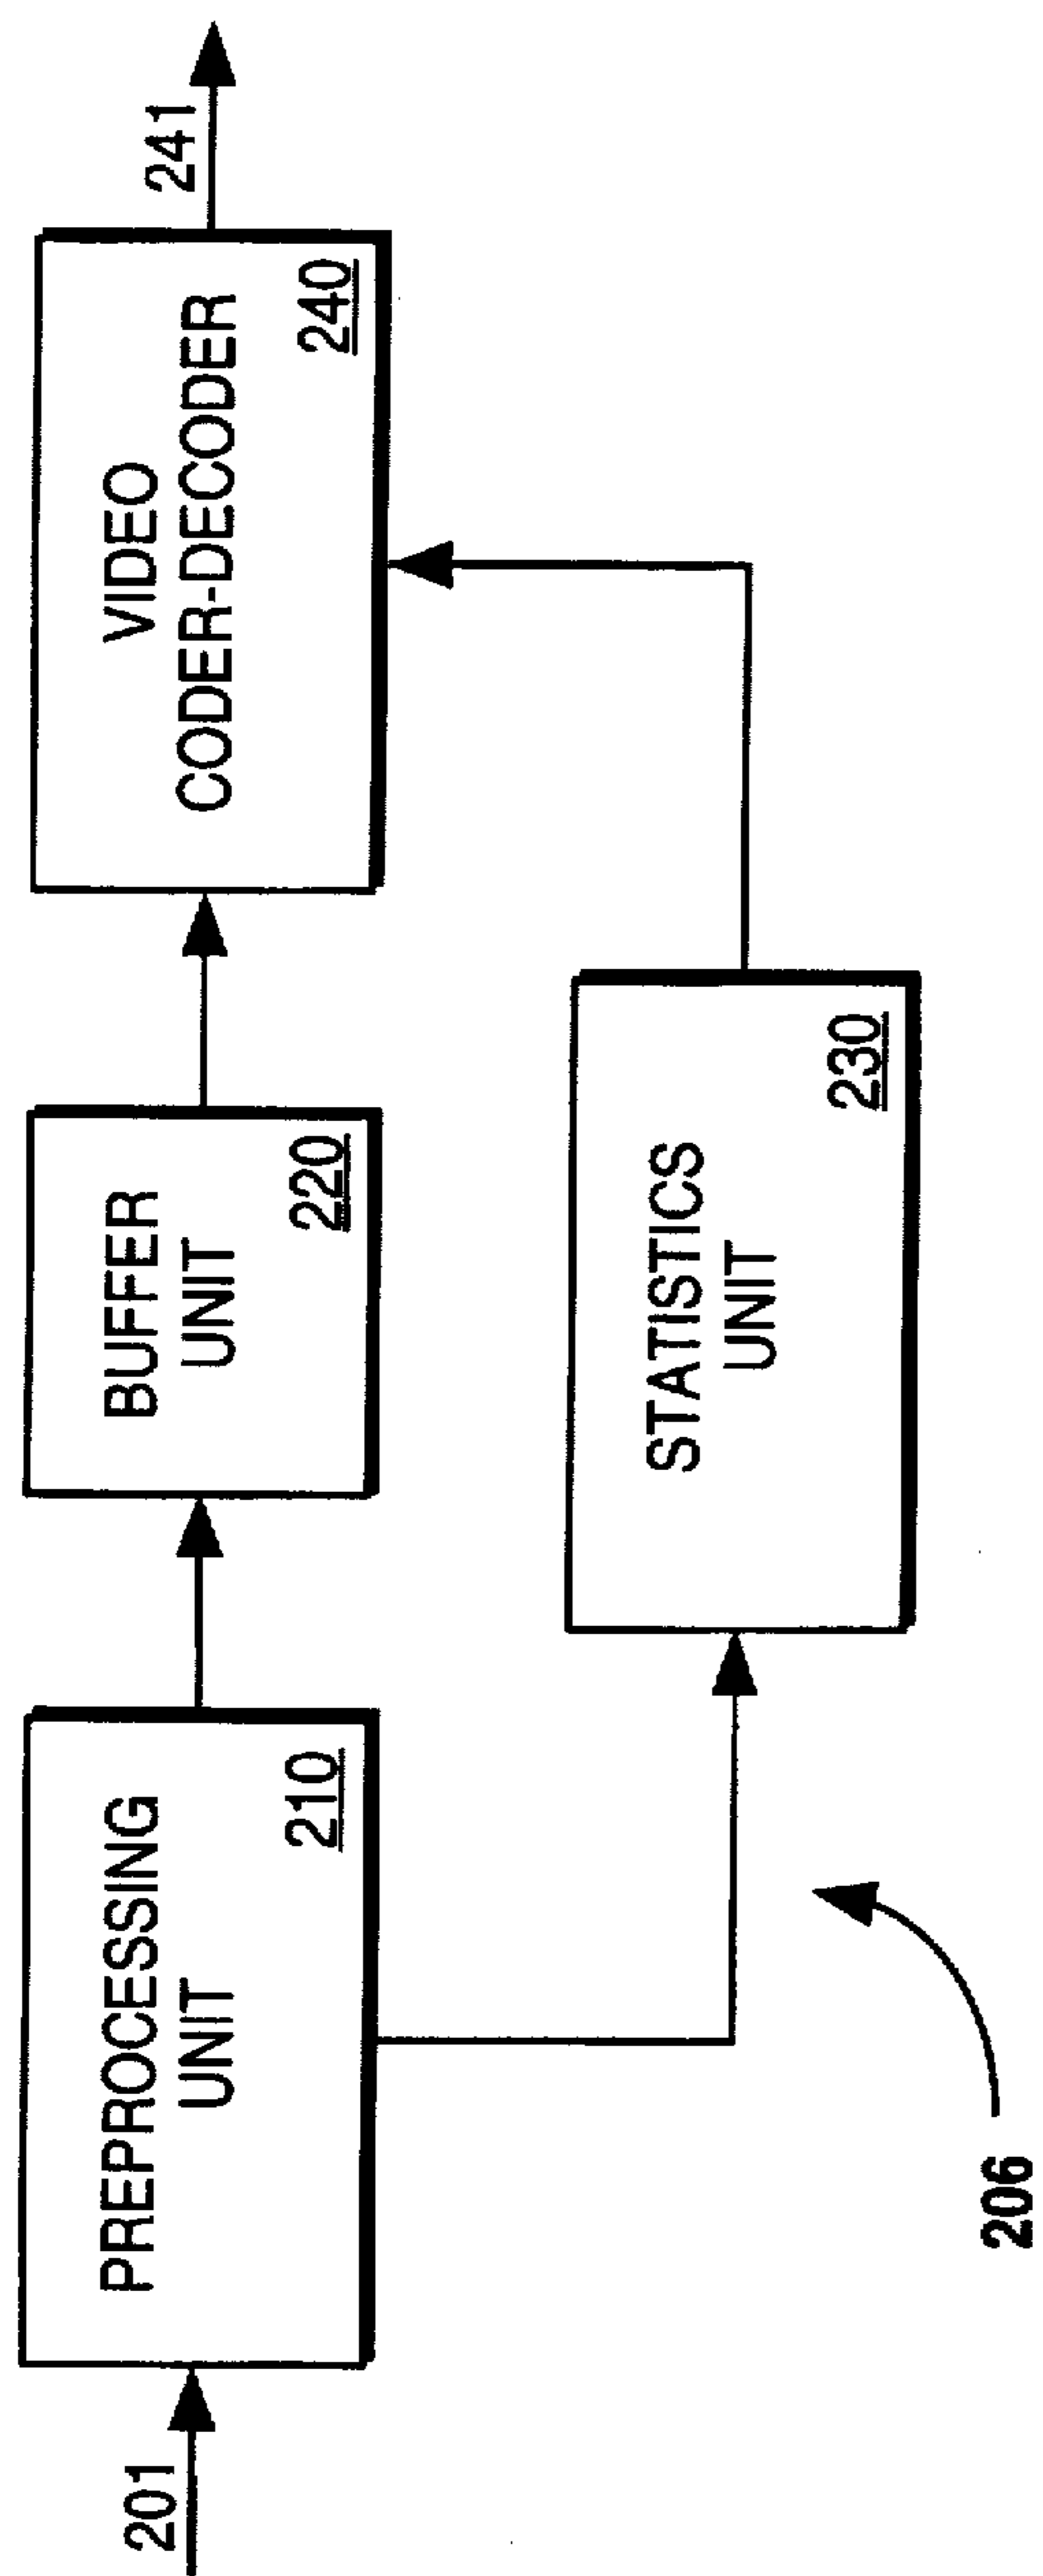 201
PREPROCESSING
UNIT
210
BUFFER
UNIT
220
VIDEO
CODER-DECODER
240
241
STATISTICS
UNIT
230
206